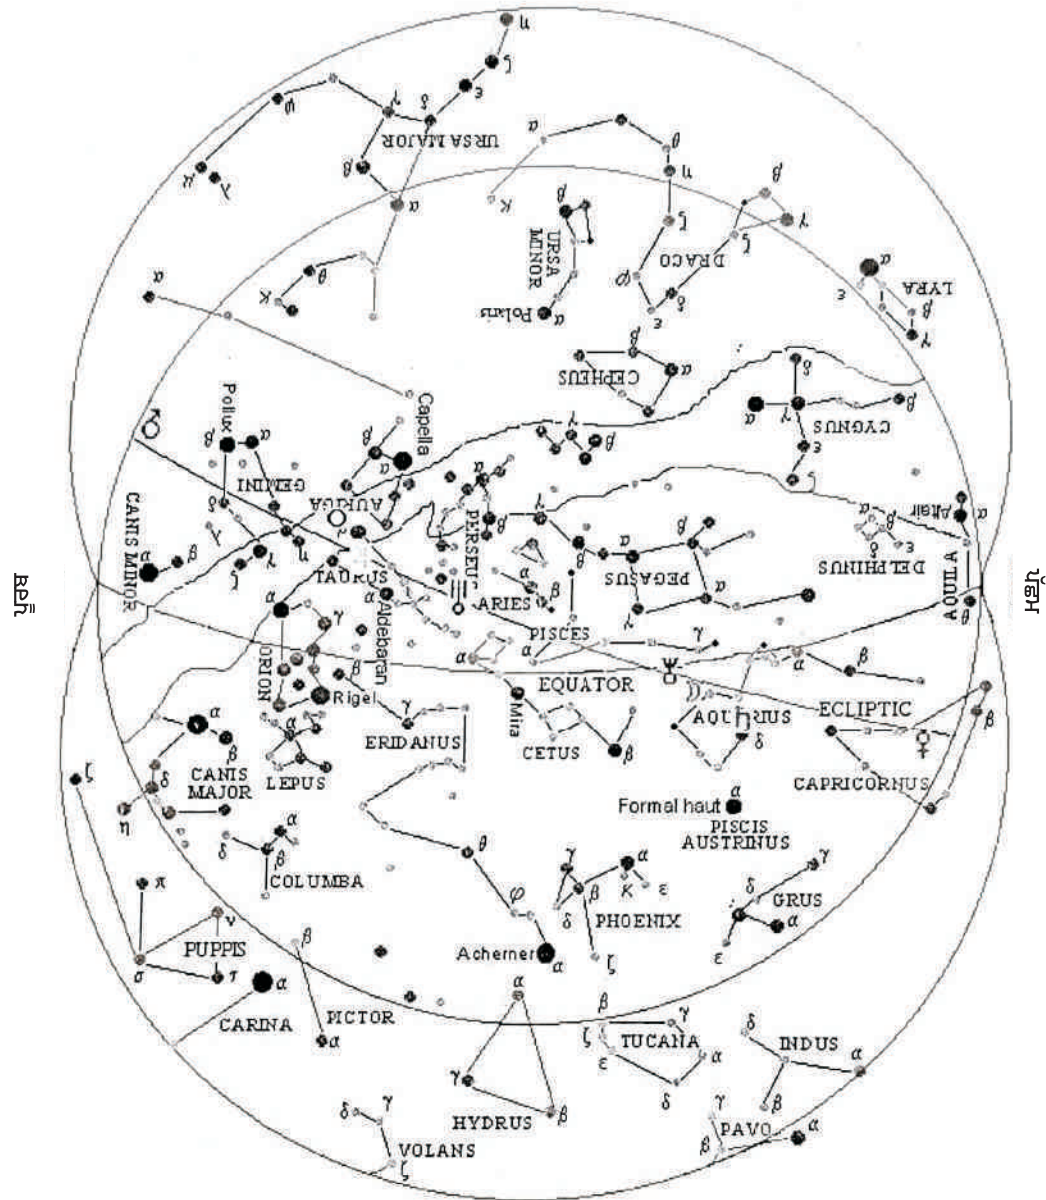 η
ζ
ε
γ
δ
ψ
URSA MAJOR
β
μ
λ
α
α
θ
η
κ
β
URSA
MINOR
ζ
β
γ
ζ
DRACO
φ
δ
ε
α
Polaris
α
LYRA
ε
β
γ
θ
κ
α
β
CEPHEUS
α
δ
α
γ
β
CYGNUS
ε
ζ
Pollux
β
α
GEMINI
δ
λ
ζ
γ
η
Capella
β
α
AURIGA
γ
β
α
PERSEUS
β
γ
β
α
PEGASUS
β
α
γ
α
β
δ
ε
DELPHINUS
Altair
α
AQUILA
θ
CANIS MINOR
α
β
TAURUS
α
Aldebaran
α
β
ARIES
PISCES
α
γ
α
γ
ORION
β
Rigel
α
Mira
EQUATOR
ECLIPTIC
α
β
AQUARIUS
δ
β
CAPRICORNUS
γ
ERIDANUS
CETUS
β
α
β
δ
η
CANIS
MAJOR
α
LEPUS
ζ
Formal haut
α
PISCIS
AUSTRINUS
δ
α
β
COLUMBA
θ
φ
Acherner
α
γ
α
β
κ
ε
δ
PHOENIX
ζ
γ
δ
GRUS
α
ε
π
ν
PUPPIS
σ
τ
β
α
CARINA
PICTOR
α
α
γ
HYDRUS
β
β
γ
ζ
TUCANA
ε
α
δ
δ
INDUS
α
β
δ
γ
VOLANS
ζ
γ
PAVO
β
α